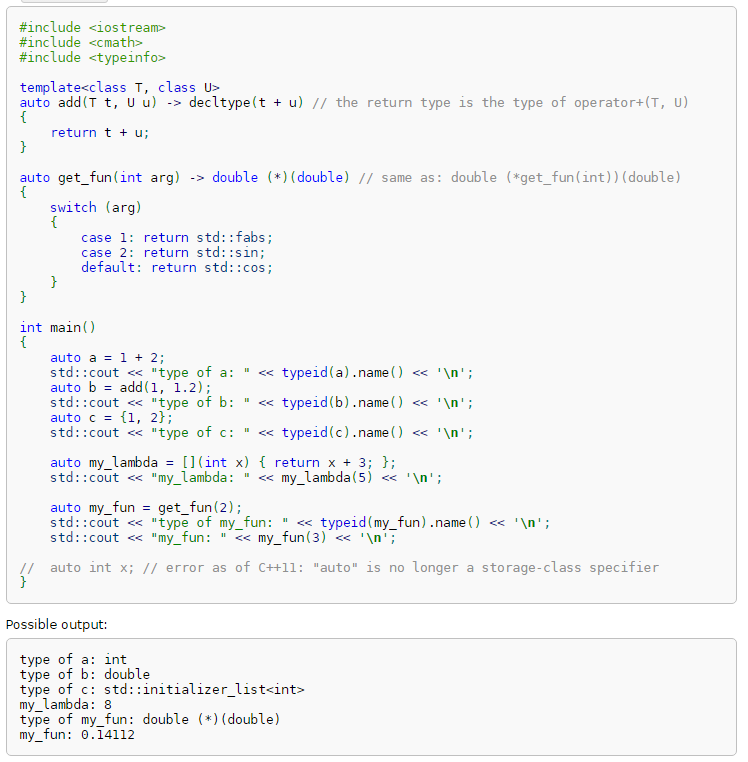 #include <iostream>
#include <cmath>
#include <typeinfo>

template<class T, class U>
auto add(T t, U u) -> decltype(t + u) // the return type is the type of operator+(T, U)
{
    return t + u;
}

auto get_fun(int arg) -> double (*)(double) // same as: double (*get_fun(int))(double)
{
    switch (arg)
    {
        case 1: return std::fabs;
        case 2: return std::sin;
        default: return std::cos;
    }
}

int main()
{
    auto a = 1 + 2;
    std::cout << "type of a: " << typeid(a).name() << '\n';
    auto b = add(1, 1.2);
    std::cout << "type of b: " << typeid(b).name() << '\n';
    auto c = {1, 2};
    std::cout << "type of c: " << typeid(c).name() << '\n';

    auto my_lambda = [](int x) { return x + 3; };
    std::cout << "my_lambda: " << my_lambda(5) << '\n';

    auto my_fun = get_fun(2);
    std::cout << "type of my_fun: " << typeid(my_fun).name() << '\n';
    std::cout << "my_fun: " << my_fun(3) << '\n';

//  auto int x; // error as of C++11: "auto" is no longer a storage-class specifier
}
Possible output:
type of a: int
type of b: double
type of c: std::initializer_list<int>
my_lambda: 8
type of my_fun: double (*)(double)
my_fun: 0.14112